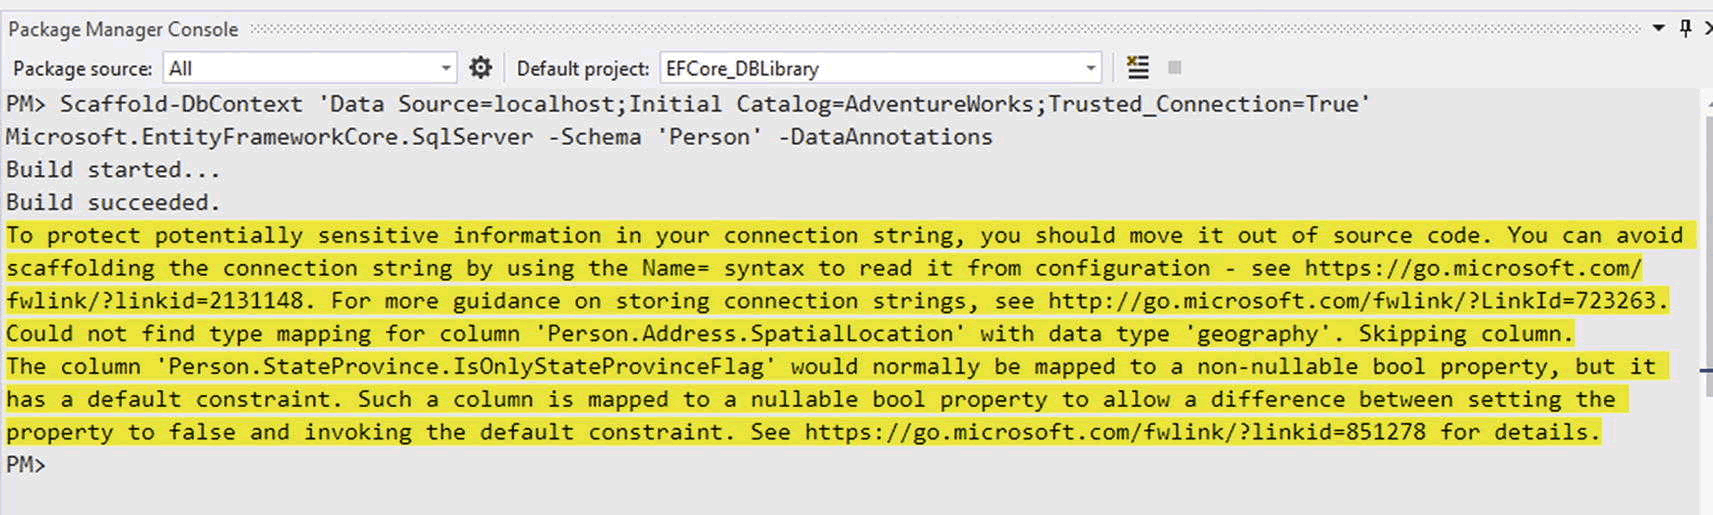 Package Manager Console
Package source: All Default project: EFCore_DBLibrary
PM> Scaffold-DbContext 'Data Source=localhost;Initial Catalog=AdventureWorks;Trusted_Connection=True'
Microsoft.EntityFrameworkCore.SqlServer -Schema 'Person' -DataAnnotations
Build started...
Build succeeded.
To protect potentially sensitive information in your connection string, you should move it out of source code. You can avoid
scaffolding the connection string by using the Name= syntax to read it from configuration - see https://go.microsoft.com/
fwlink/?linkid=2131148. For more guidance on storing connection strings, see http://go.microsoft.com/fwlink/?LinkId=723263.
Could not find type mapping for column 'Person.Address.SpatialLocation' with data type 'geography'. Skipping column.
The column 'Person.StateProvince.IsOnlyStateProvinceFlag' would normally be mapped to a non-nullable bool property, but it
has a default constraint. Such a column is mapped to a nullable bool property to allow a difference between setting the
property to false and invoking the default constraint. See https://go.microsoft.com/fwlink/?linkid=851278 for details.
PM>